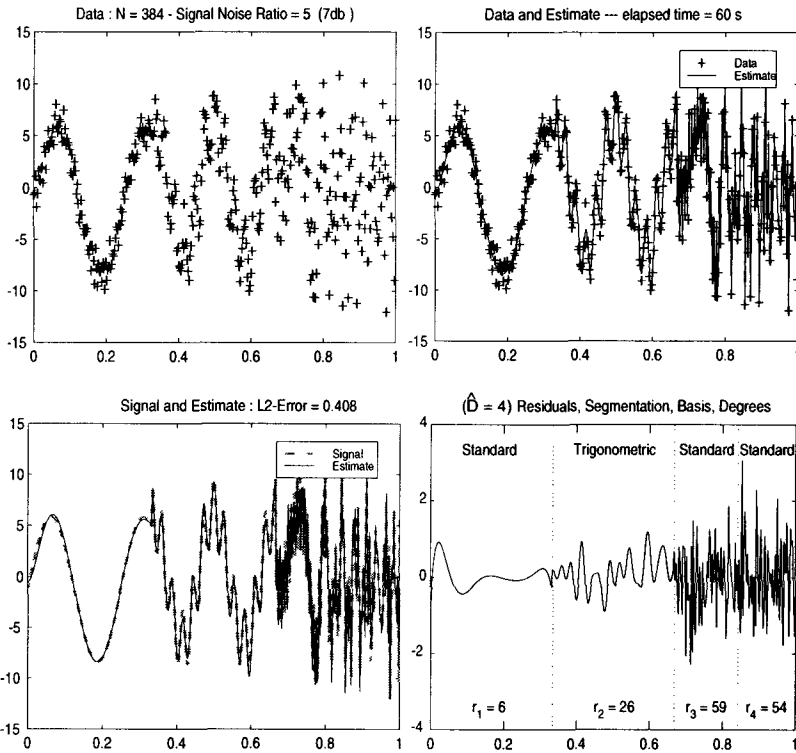 Data : N = 384 - Signal Noise Ratio = 5 (7db )
15
10
5
0
-5
-10
-15
0 0.2 0.4 0.6 0.8 1
Data and Estimate --- elapsed time = 60 s
Data
Estimate
15
10
5
0
-5
-10
-15
0 0.2 0.4 0.6 0.8 1
Signal and Estimate : L2-Error = 0.408
Signal
Estimate
15
10
5
0
-5
-10
-15
0 0.2 0.4 0.6 0.8 1
(D̂ = 4) Residuals, Segmentation, Basis, Degrees
Standard Trigonometric Standard Standard
4
2
0
-2
-4
r₁ = 6 r₂ = 26 r₃ = 59 r₄ = 54
0 0.2 0.4 0.6 0.8 1